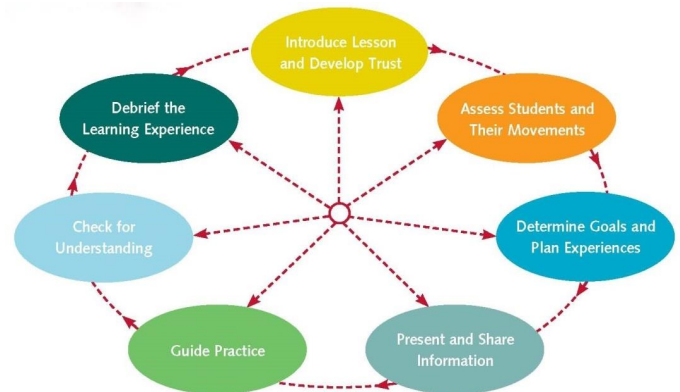 Introduce Lesson
and Develop Trust
Assess Students and
Their Movements
Determine Goals and
Plan Experiences
Present and Share
Information
Guide Practice
Check for
Understanding
Debrief the
Learning Experience